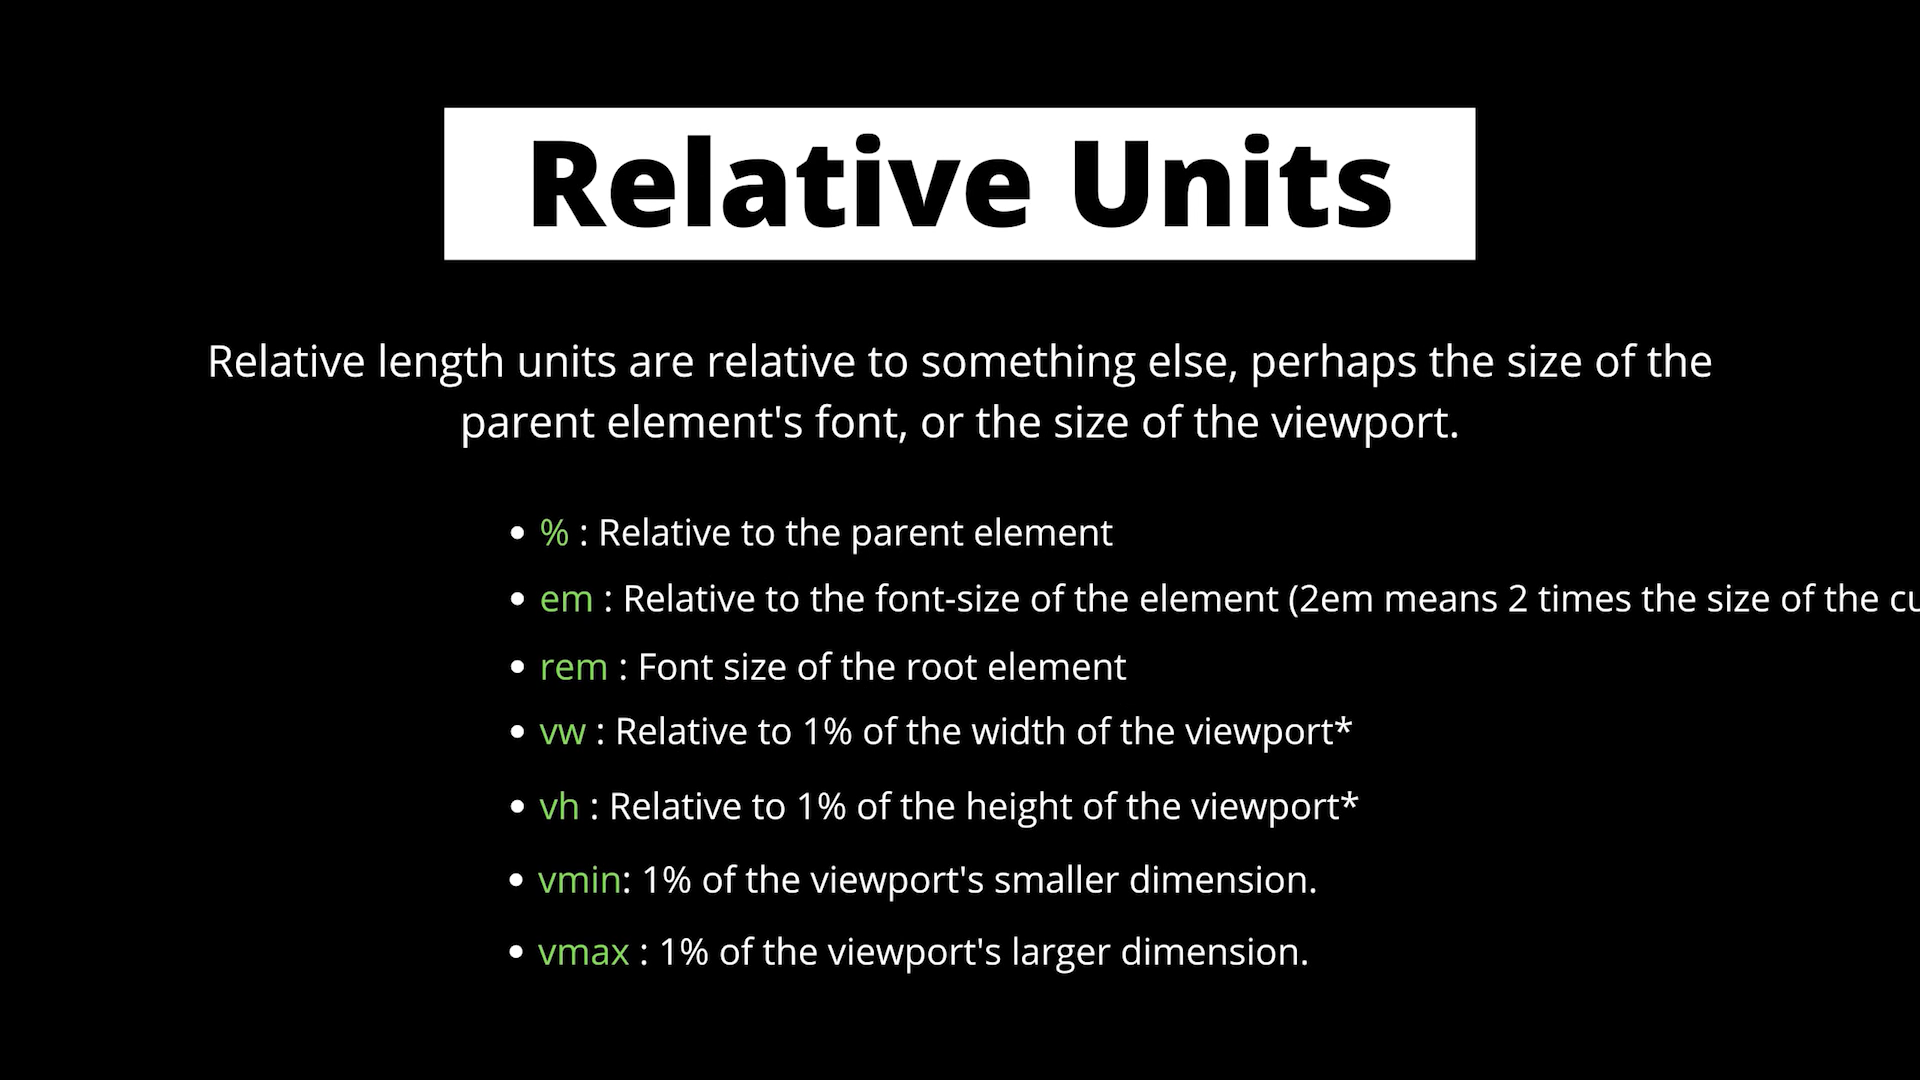 Relative Units
Relative length units are relative to something else, perhaps the size of the
parent element's font, or the size of the viewport.
• % : Relative to the parent element
• em : Relative to the font-size of the element (2em means 2 times the size of the
• rem : Font size of the root element
• vw : Relative to 1% of the width of the viewport*
• vh : Relative to 1% of the height of the viewport*
• vmin: 1% of the viewport's smaller dimension.
• vmax : 1% of the viewport's larger dimension.